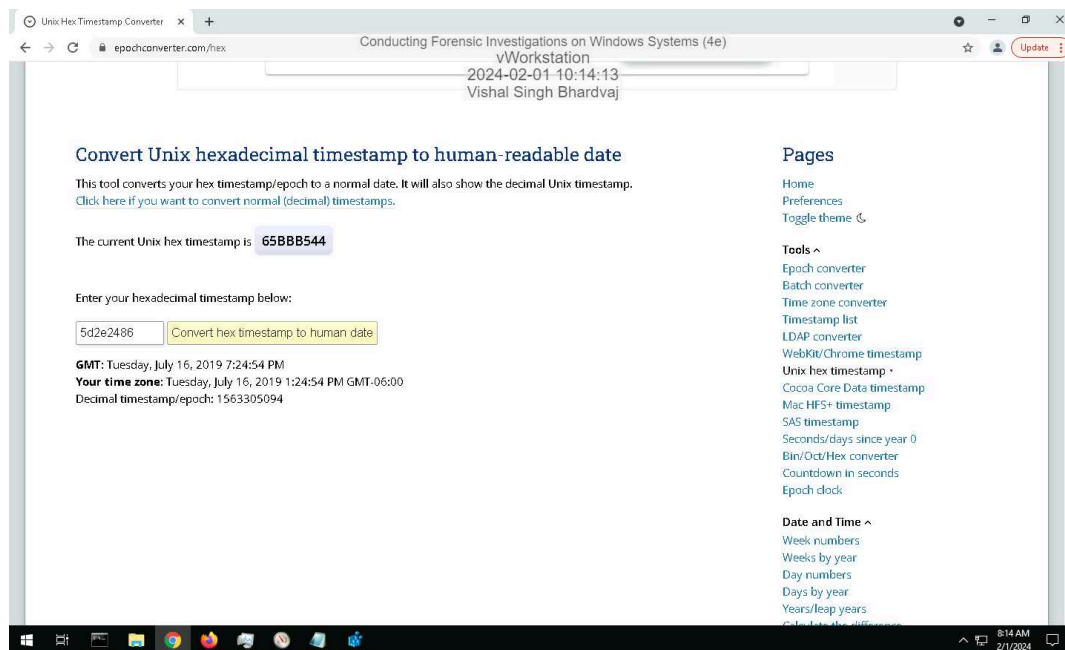 Unix Hex Timestamp Converter
Update
epochconverter.com/hex
Conducting Forensic Investigations on Windows Systems (4e)
vWorkstation
2024-02-01 10:14:13
Vishal Singh Bhardvaj
Convert Unix hexadecimal timestamp to human-readable date
This tool converts your hex timestamp/epoch to a normal date. It will also show the decimal Unix timestamp.
Click here if you want to convert normal (decimal) timestamps.
The current Unix hex timestamp is 65BBB544
Enter your hexadecimal timestamp below:
5d2e2486 Convert hex timestamp to human date
GMT: Tuesday, July 16, 2019 7:24:54 PM
Your time zone: Tuesday, July 16, 2019 1:24:54 PM GMT-06:00
Decimal timestamp/epoch: 1563305094
Pages
Home
Preferences
Toggle theme
Tools
Epoch converter
Batch converter
Time zone converter
Timestamp list
LDAP converter
WebKit/Chrome timestamp
Unix hex timestamp •
Cocoa Core Data timestamp
Mac HFS+ timestamp
SAS timestamp
Seconds/days since year 0
Bin/Oct/Hex converter
Countdown in seconds
Epoch clock
Date and Time
Week numbers
Weeks by year
Day numbers
Days by year
Years/leap years
Calculate the difference
8:14 AM
2/1/2024